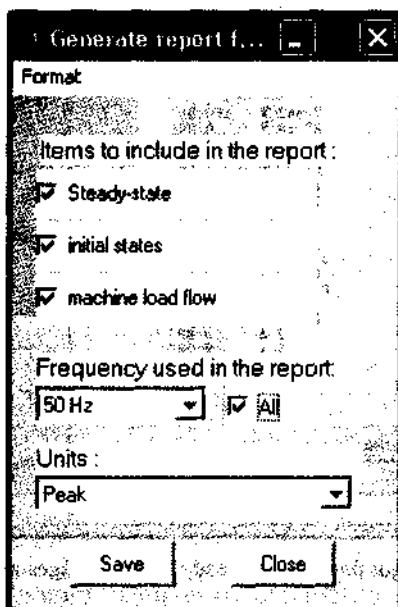 Generate report f...
Format
Items to include in the report :
Steady-state
initial states
machine load flow
Frequency used in the report:
50 Hz All
Units :
Peak
Save Close